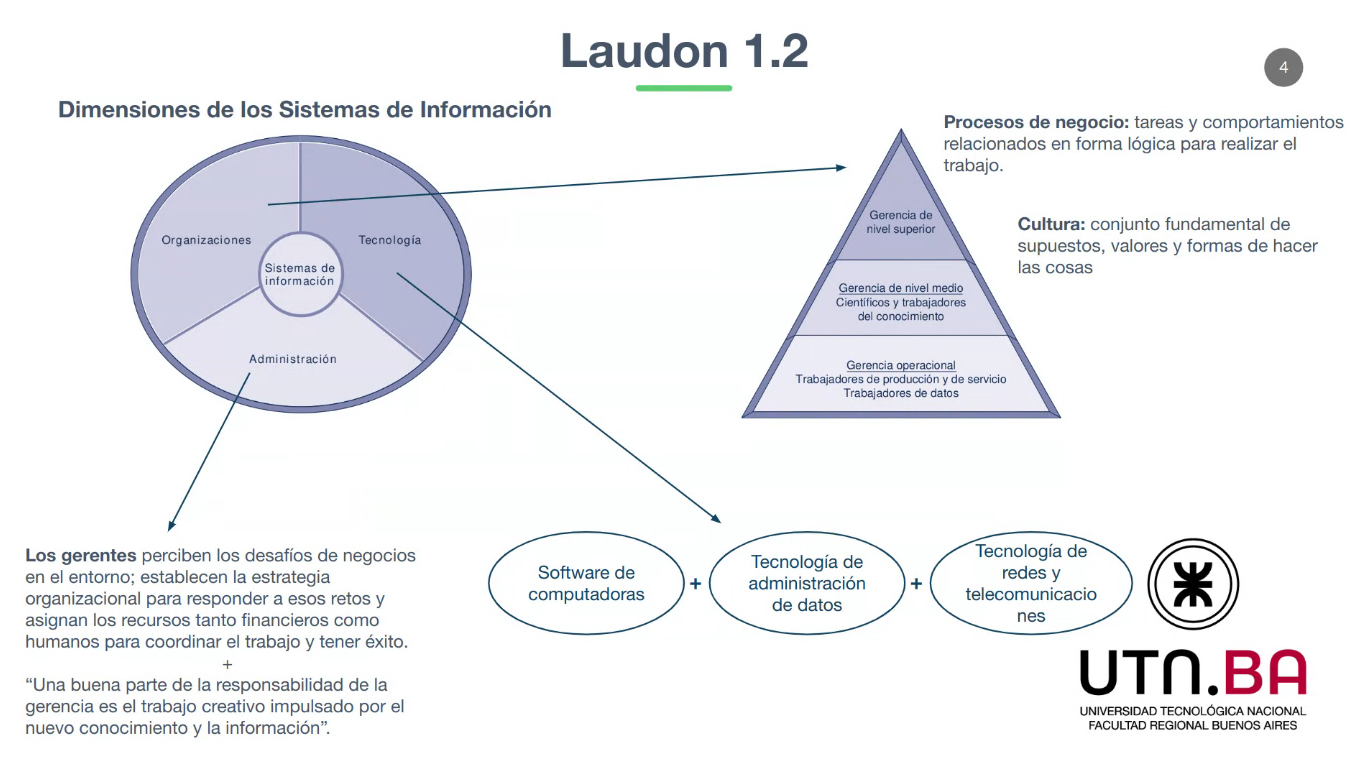 Laudon 1.2
4
Dimensiones de los Sistemas de Información
Organizaciones
Tecnología
Sistemas de
información
Administración
Procesos de negocio: tareas y comportamientos
relacionados en forma lógica para realizar el
trabajo.
Cultura: conjunto fundamental de
supuestos, valores y formas de hacer
las cosas
Gerencia de
nivel superior
Gerencia de nivel medio
Científicos y trabajadores
del conocimiento
Gerencia operacional
Trabajadores de producción y de servicio
Trabajadores de datos
Los gerentes perciben los desafíos de negocios
en el entorno; establecen la estrategia
organizacional para responder a esos retos y
asignan los recursos tanto financieros como
humanos para coordinar el trabajo y tener éxito.
+
“Una buena parte de la responsabilidad de la
gerencia es el trabajo creativo impulsado por el
nuevo conocimiento y la información”.
Software de
computadoras
+
Tecnología de
administración
de datos
+
Tecnología de
redes y
telecomunicacio
nes
UTN.BA
UNIVERSIDAD TECNOLÓGICA NACIONAL
FACULTAD REGIONAL BUENOS AIRES